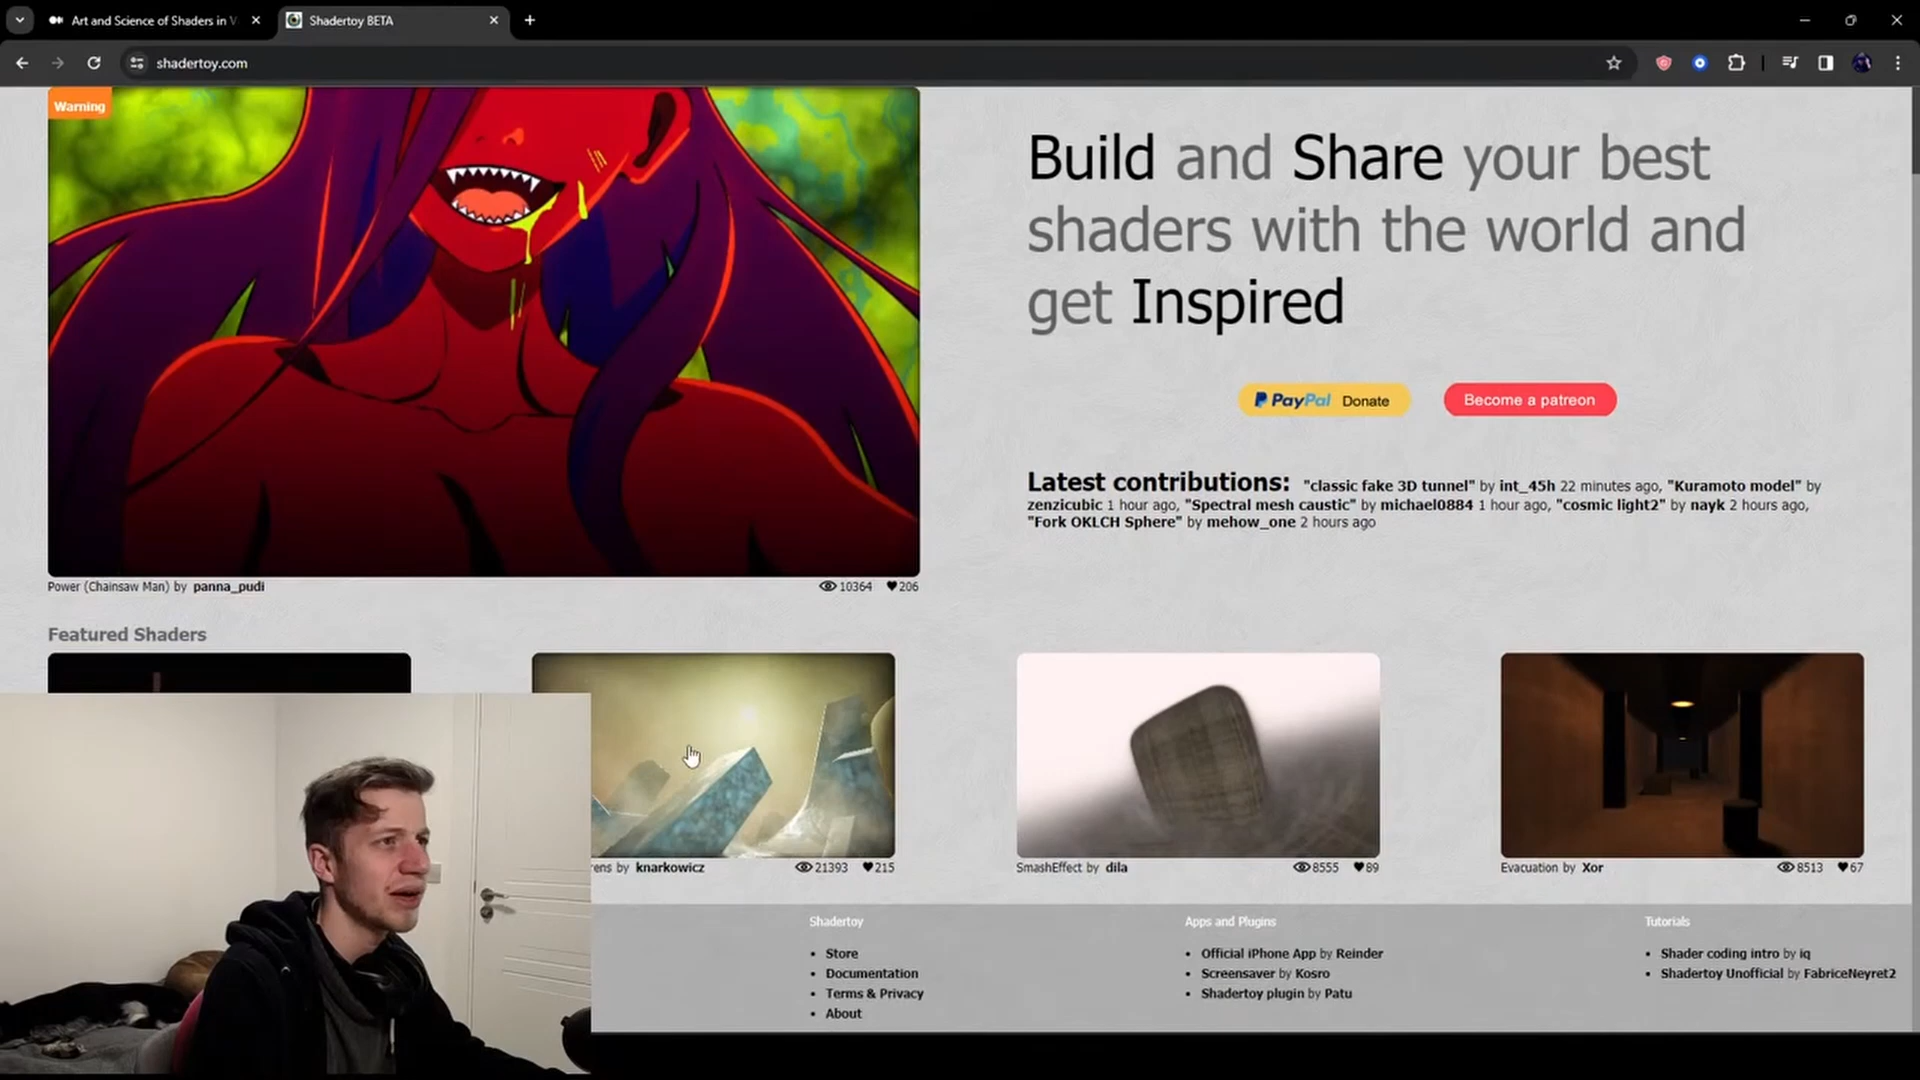 Art and Science of Shaders in V
Shadertoy BETA
shadertoy.com
Warning
Build and Share your best
shaders with the world and
get Inspired
PayPal Donate
Become a patreon
Latest contributions: "classic fake 3D tunnel" by int_45h 22 minutes ago, "Kuramoto model" by
zenzicubic 1 hour ago, "Spectral mesh caustic" by michael0884 1 hour ago, "cosmic light2" by nayk 2 hours ago,
"Fork OKLCH Sphere" by mehow_one 2 hours ago
Power (Chainsaw Man) by panna_pudi
10364 206
Featured Shaders
rens by knarkowicz
21393 215
SmashEffect by dila
8555 89
Evacuation by Xor
8513 67
Shadertoy
Store
Documentation
Terms & Privacy
About
Apps and Plugins
Official iPhone App by Reinder
Screensaver by Kosro
Shadertoy plugin by Patu
Tutorials
Shader coding intro by iq
Shadertoy Unofficial by FabriceNeyret2